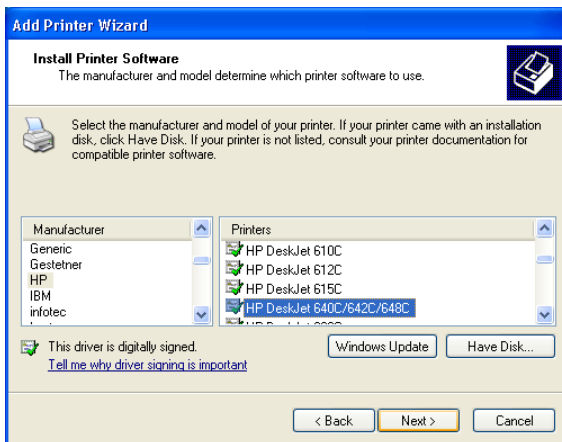 Add Printer Wizard
Install Printer Software
The manufacturer and model determine which printer software to use.
Select the manufacturer and model of your printer. If your printer came with an installation
disk, click Have Disk. If your printer is not listed, consult your printer documentation for
compatible printer software.
Manufacturer
Generic
Gestetner
HP
IBM
infotec
Printers
HP DeskJet 610C
HP DeskJet 612C
HP DeskJet 615C
HP DeskJet 640C/642C/648C
This driver is digitally signed.
Tell me why driver signing is important
Windows Update
Have Disk...
< Back
Next >
Cancel